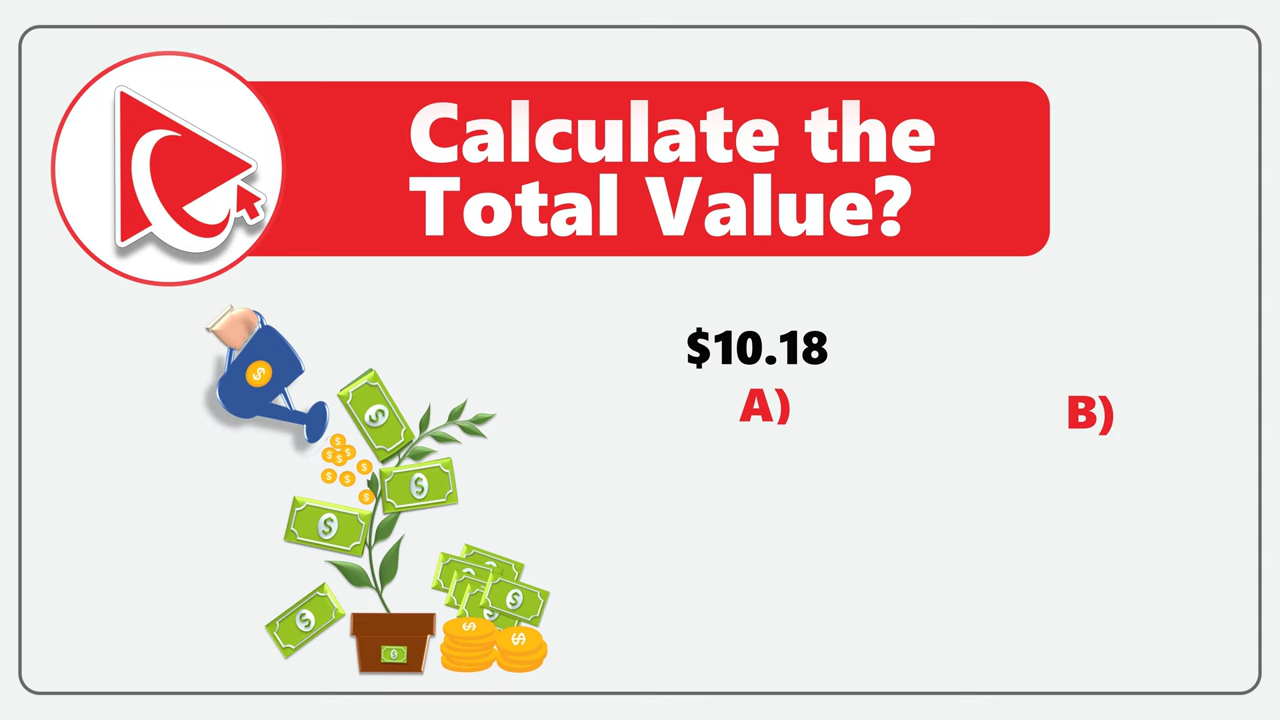 Calculate the
Total Value?
$10.18
A)
B)